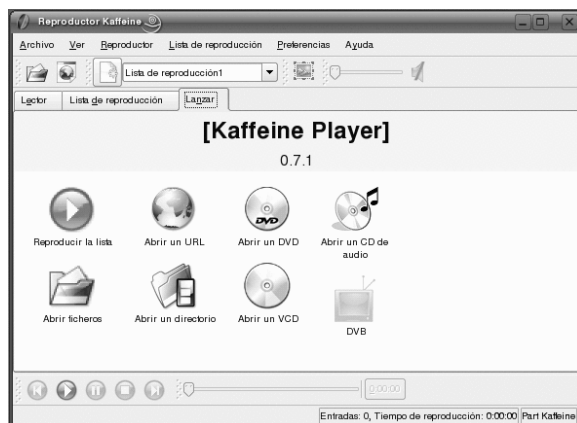 Reproductor Kaffeine
Archivo Ver Reproductor Lista de reproducción Preferencias Ayuda
Lista de reproducción1
Lector Lista de reproducción Lanzar
[Kaffeine Player]
0.7.1
Reproducir la lista Abrir un URL Abrir un DVD Abrir un CD de audio
Abrir ficheros Abrir un directorio Abrir un VCD DVB
0:00:00
Entradas: 0, Tiempo de reproducción: 0:00:00 Part Kaffeine